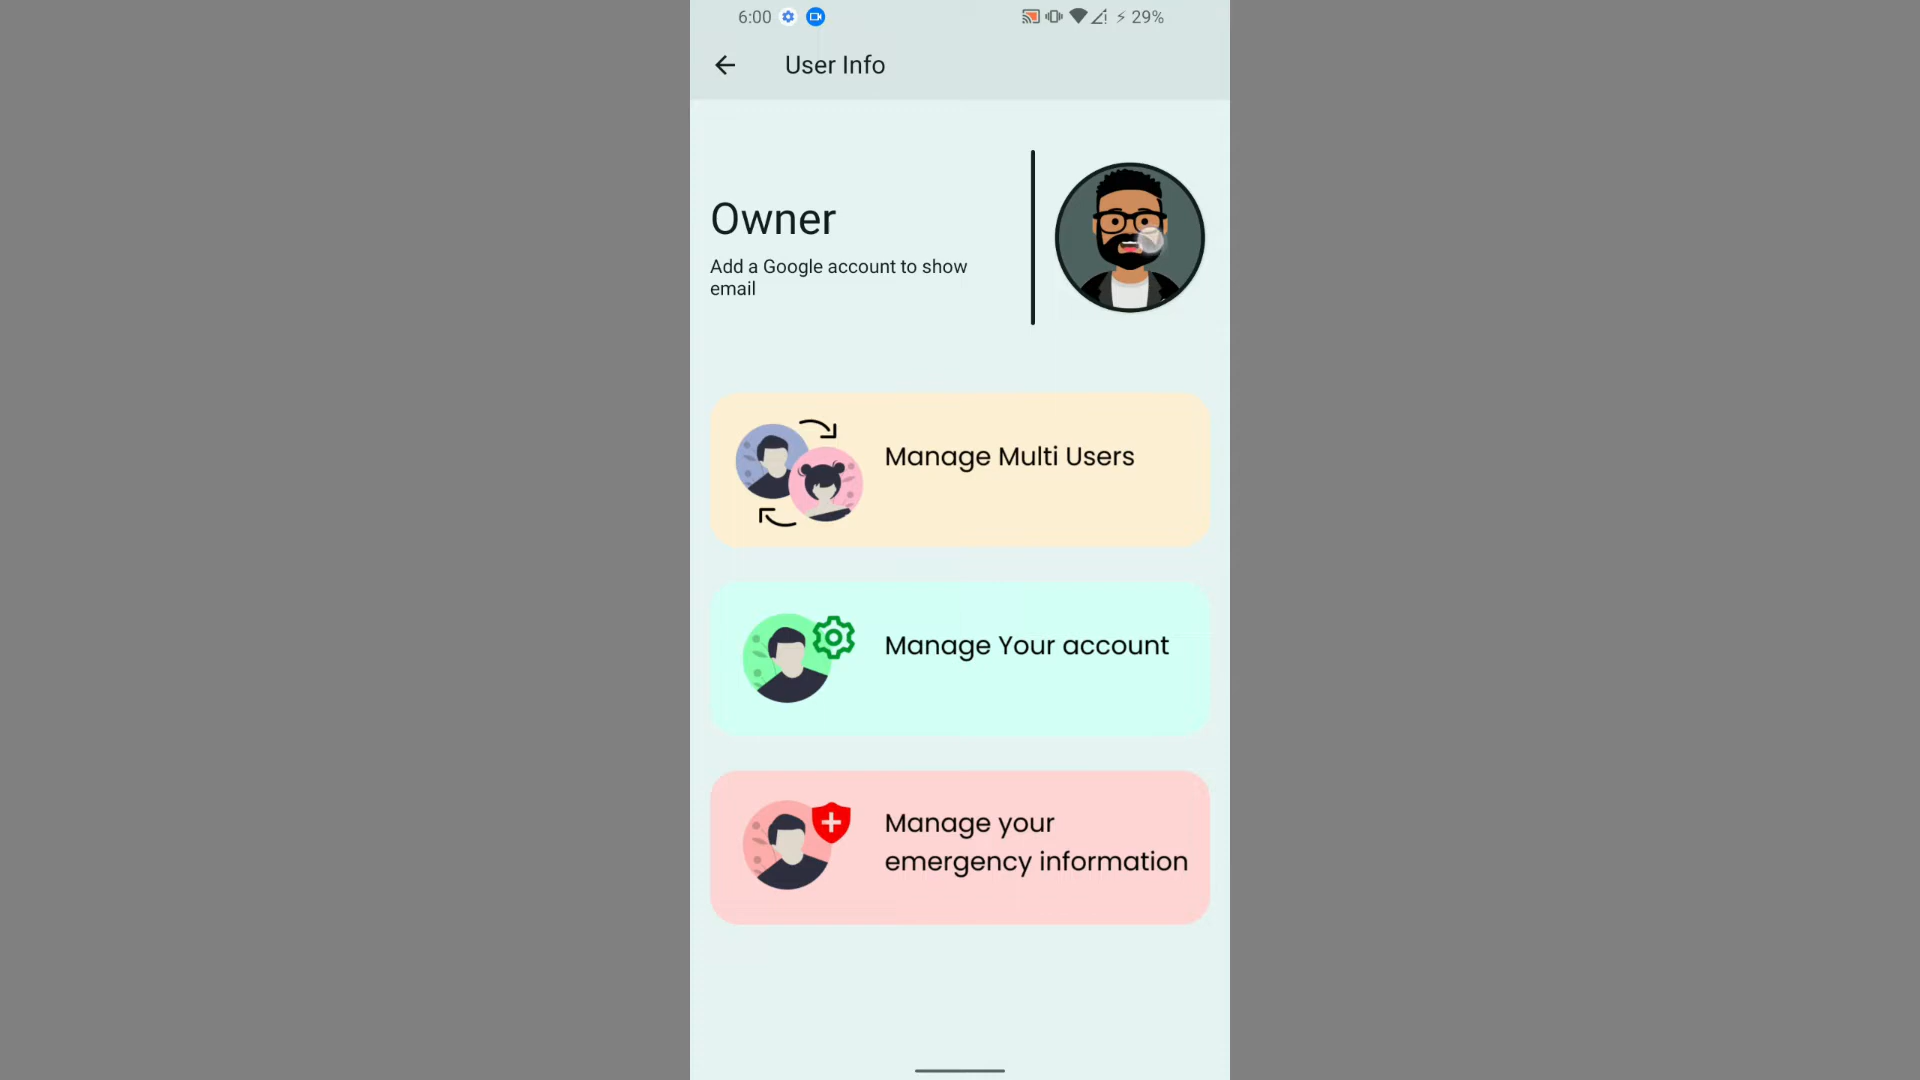 6:00 29%
User Info
Owner
Add a Google account to show
email
Manage Multi Users
Manage Your account
Manage your
emergency information